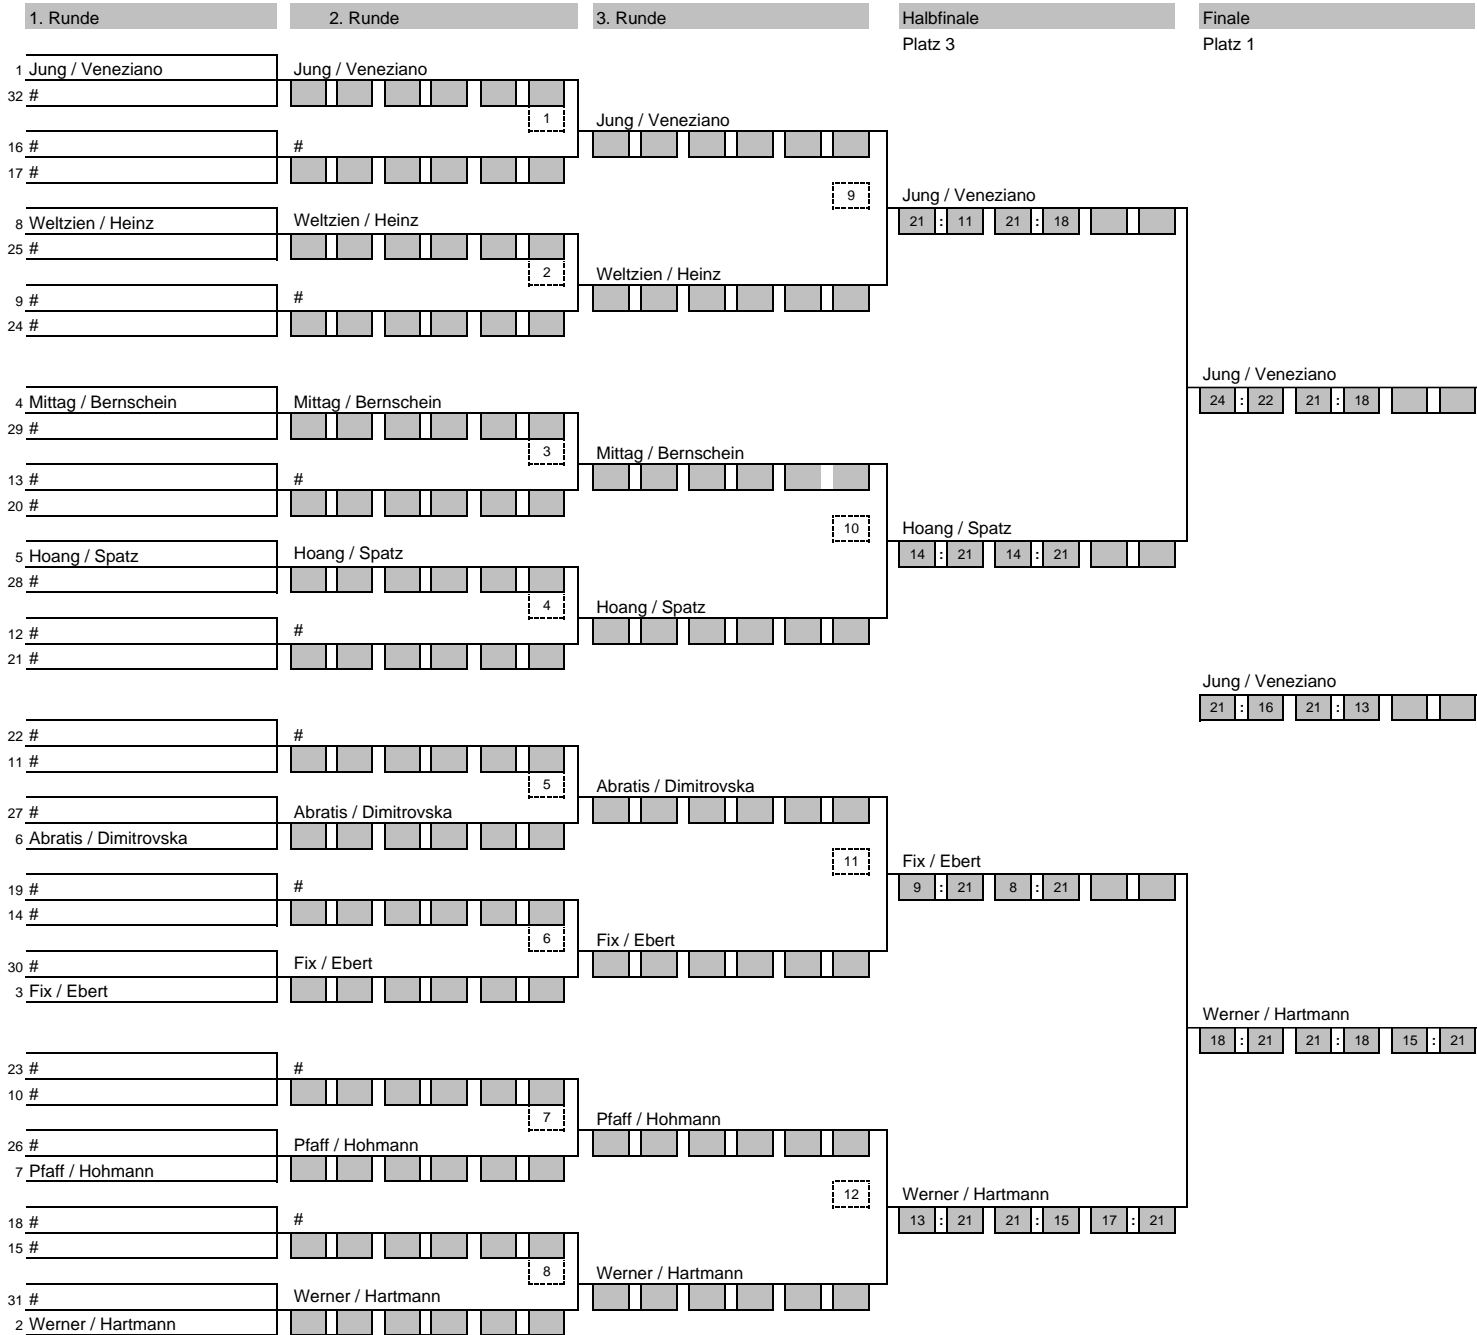 1. Runde 2. Runde 3. Runde Halbfinale Finale
Platz 3 Platz 1
1 Jung / Veneziano Jung / Veneziano
32 #
1 Jung / Veneziano
16 # #
17 #
9 Jung / Veneziano
8 Weltzien / Heinz Weltzien / Heinz
21 : 11 21 : 18
25 #
2 Weltzien / Heinz
9 # #
24 #
Jung / Veneziano
4 Mittag / Bernschein Mittag / Bernschein
24 : 22 21 : 18
29 #
3 Mittag / Bernschein
13 # #
20 #
10 Hoang / Spatz
5 Hoang / Spatz Hoang / Spatz
14 : 21 14 : 21
28 #
4 Hoang / Spatz
12 # #
21 #
Jung / Veneziano
21 : 16 21 : 13
22 # #
11 #
5 Abratis / Dimitrovska
27 # Abratis / Dimitrovska
6 Abratis / Dimitrovska
11 Fix / Ebert
19 # #
9 : 21 8 : 21
14 #
6 Fix / Ebert
30 # Fix / Ebert
3 Fix / Ebert
Werner / Hartmann
18 : 21 21 : 18 15 : 21
23 # #
10 #
7 Pfaff / Hohmann
26 # Pfaff / Hohmann
7 Pfaff / Hohmann
12 Werner / Hartmann
18 # #
13 : 21 21 : 15 17 : 21
15 #
8 Werner / Hartmann
31 # Werner / Hartmann
2 Werner / Hartmann